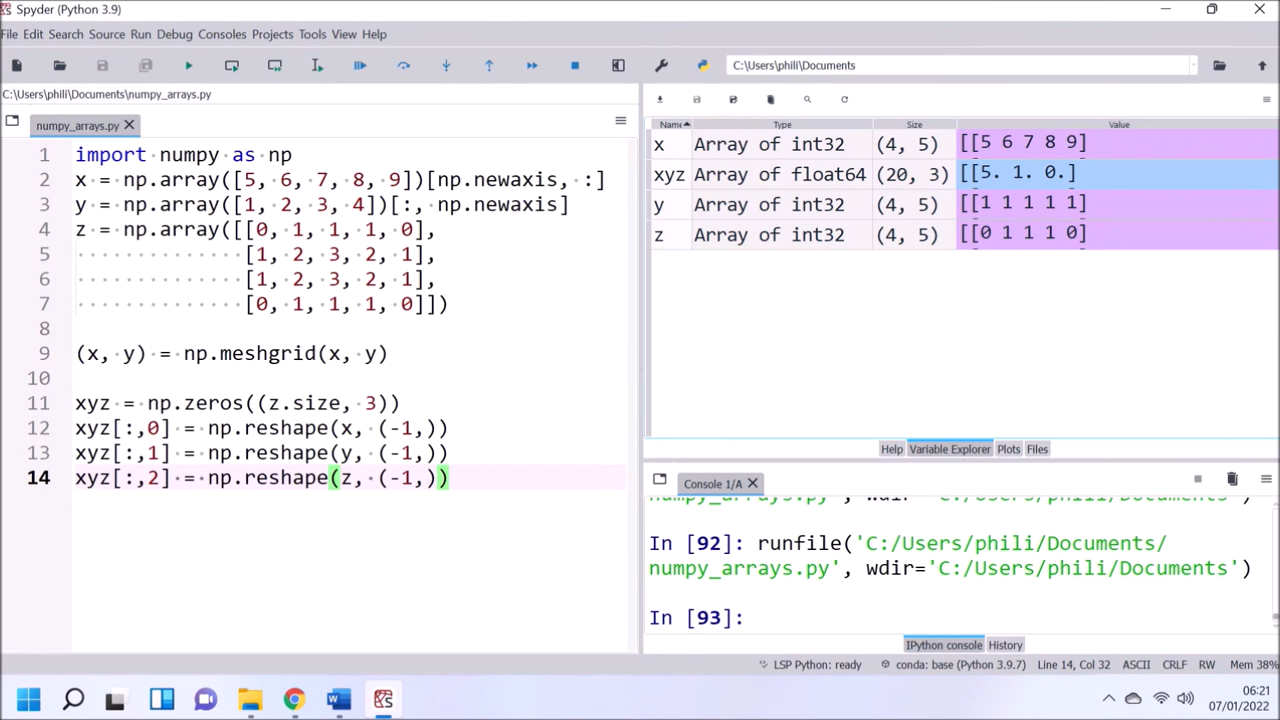 Spyder (Python 3.9)
File Edit Search Source Run Debug Consoles Projects Tools View Help
C:\Users\phili\Documents
C:\Users\phili\Documents\numpy_arrays.py
numpy_arrays.py
1 import numpy as np
2 x = np.array([5, 6, 7, 8, 9])[np.newaxis, :]
3 y = np.array([1, 2, 3, 4])[:, np.newaxis]
4 z = np.array([[0, 1, 1, 1, 0],
5 [1, 2, 3, 2, 1],
6 [1, 2, 3, 2, 1],
7 [0, 1, 1, 1, 0]])
8
9 (x, y) = np.meshgrid(x, y)
10
11 xyz = np.zeros((z.size, 3))
12 xyz[:,0] = np.reshape(x, (-1,))
13 xyz[:,1] = np.reshape(y, (-1,))
14 xyz[:,2] = np.reshape(z, (-1,))
Name Type Size Value
x Array of int32 (4, 5) [[5 6 7 8 9]
xyz Array of float64 (20, 3) [[5. 1. 0.]
y Array of int32 (4, 5) [[1 1 1 1 1]
z Array of int32 (4, 5) [[0 1 1 1 0]
Help Variable Explorer Plots Files
Console 1/A
numpy_arrays.py', wdir='C:/Users/phili/Documents')
In [92]: runfile('C:/Users/phili/Documents/
numpy_arrays.py', wdir='C:/Users/phili/Documents')
In [93]:
IPython console History
LSP Python: ready conda: base (Python 3.9.7) Line 14, Col 32 ASCII CRLF RW Mem 38%
06:21
07/01/2022